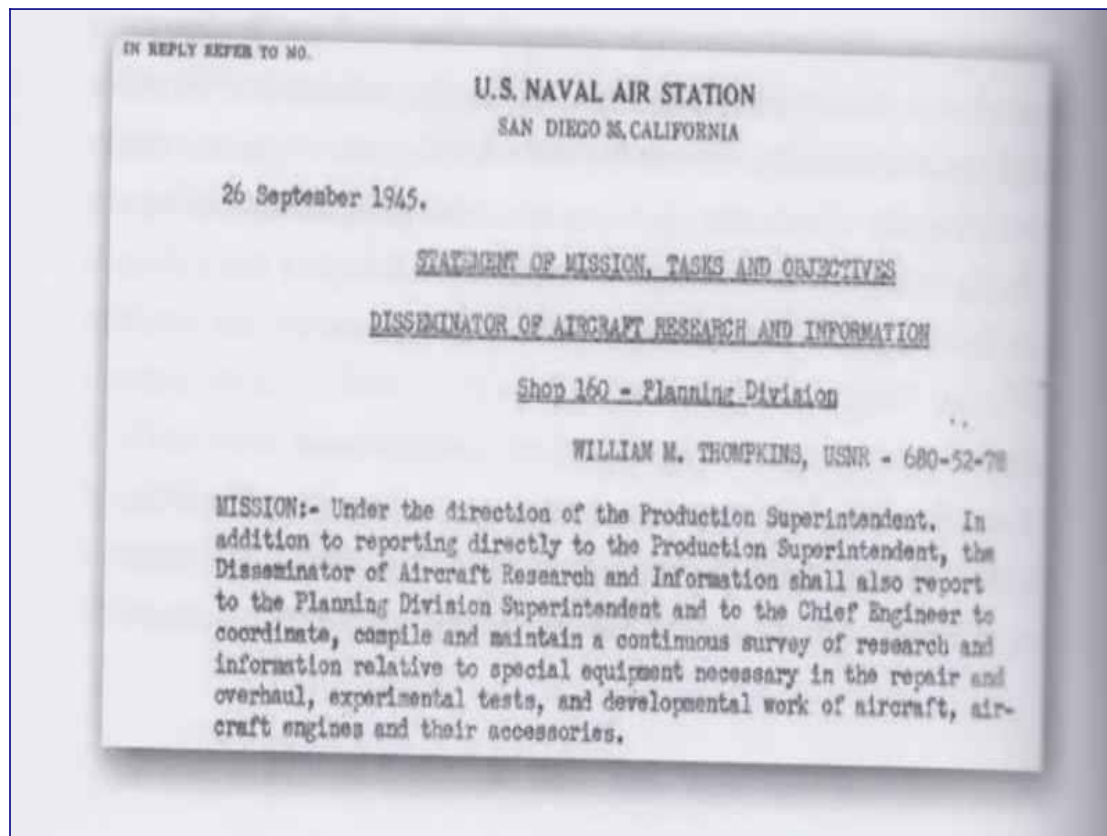 IN REPLY REFER TO NO.
U.S. NAVAL AIR STATION
SAN DIEGO 35, CALIFORNIA
26 September 1945.
STATEMENT OF MISSION, TASKS AND OBJECTIVES
DISSEMINATOR OF AIRCRAFT RESEARCH AND INFORMATION
Shop 160 - Planning Division
WILLIAM M. THOMPKINS, USNR - 680-52-78
MISSION:- Under the direction of the Production Superintendent. In
addition to reporting directly to the Production Superintendent, the
Disseminator of Aircraft Research and Information shall also report
to the Planning Division Superintendent and to the Chief Engineer to
coordinate, compile and maintain a continuous survey of research and
information relative to special equipment necessary in the repair and
overhaul, experimental tests, and developmental work of aircraft, air-
craft engines and their accessories.